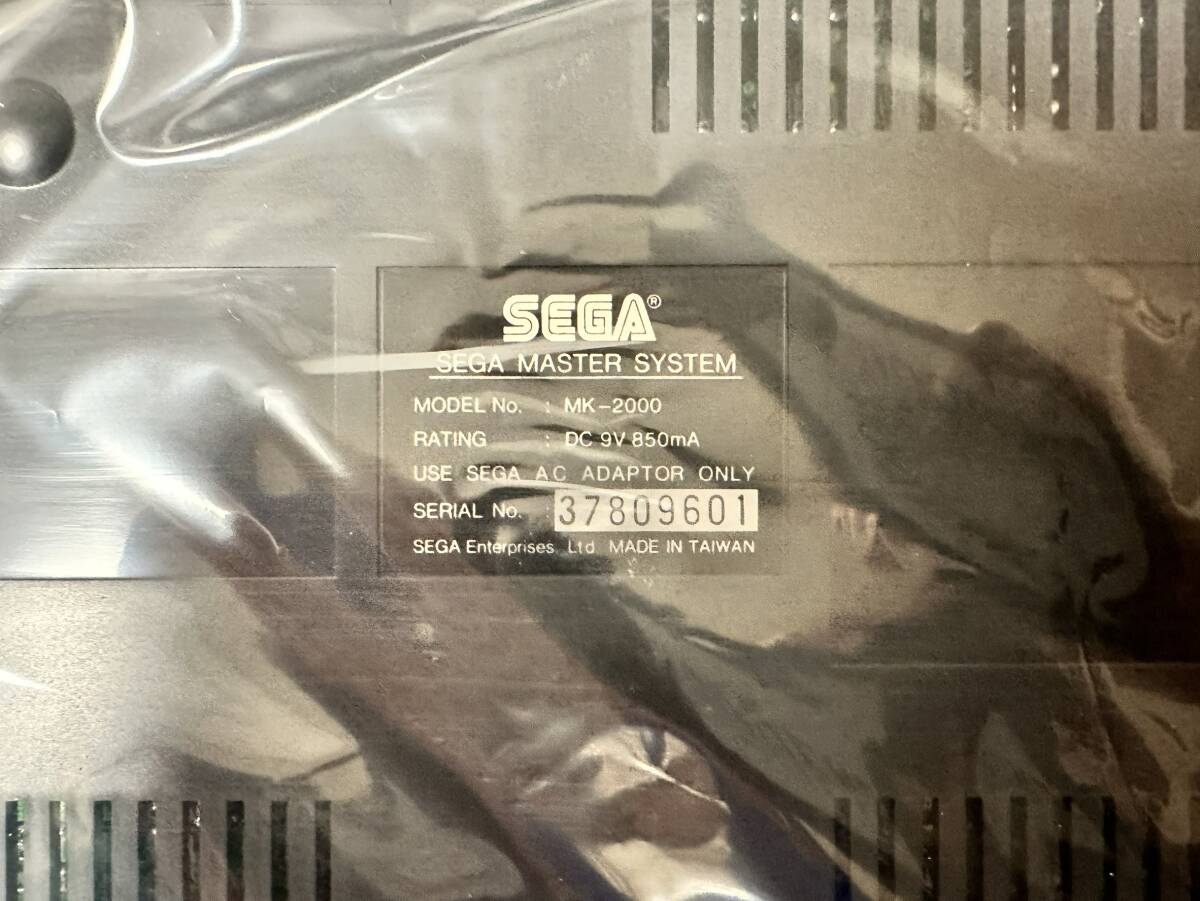 SEGA®
SEGA MASTER SYSTEM
MODEL No. : MK-2000
RATING : DC 9V 850mA
USE SEGA AC ADAPTOR ONLY
SERIAL No. : 37809601
SEGA Enterprises Ltd MADE IN TAIWAN